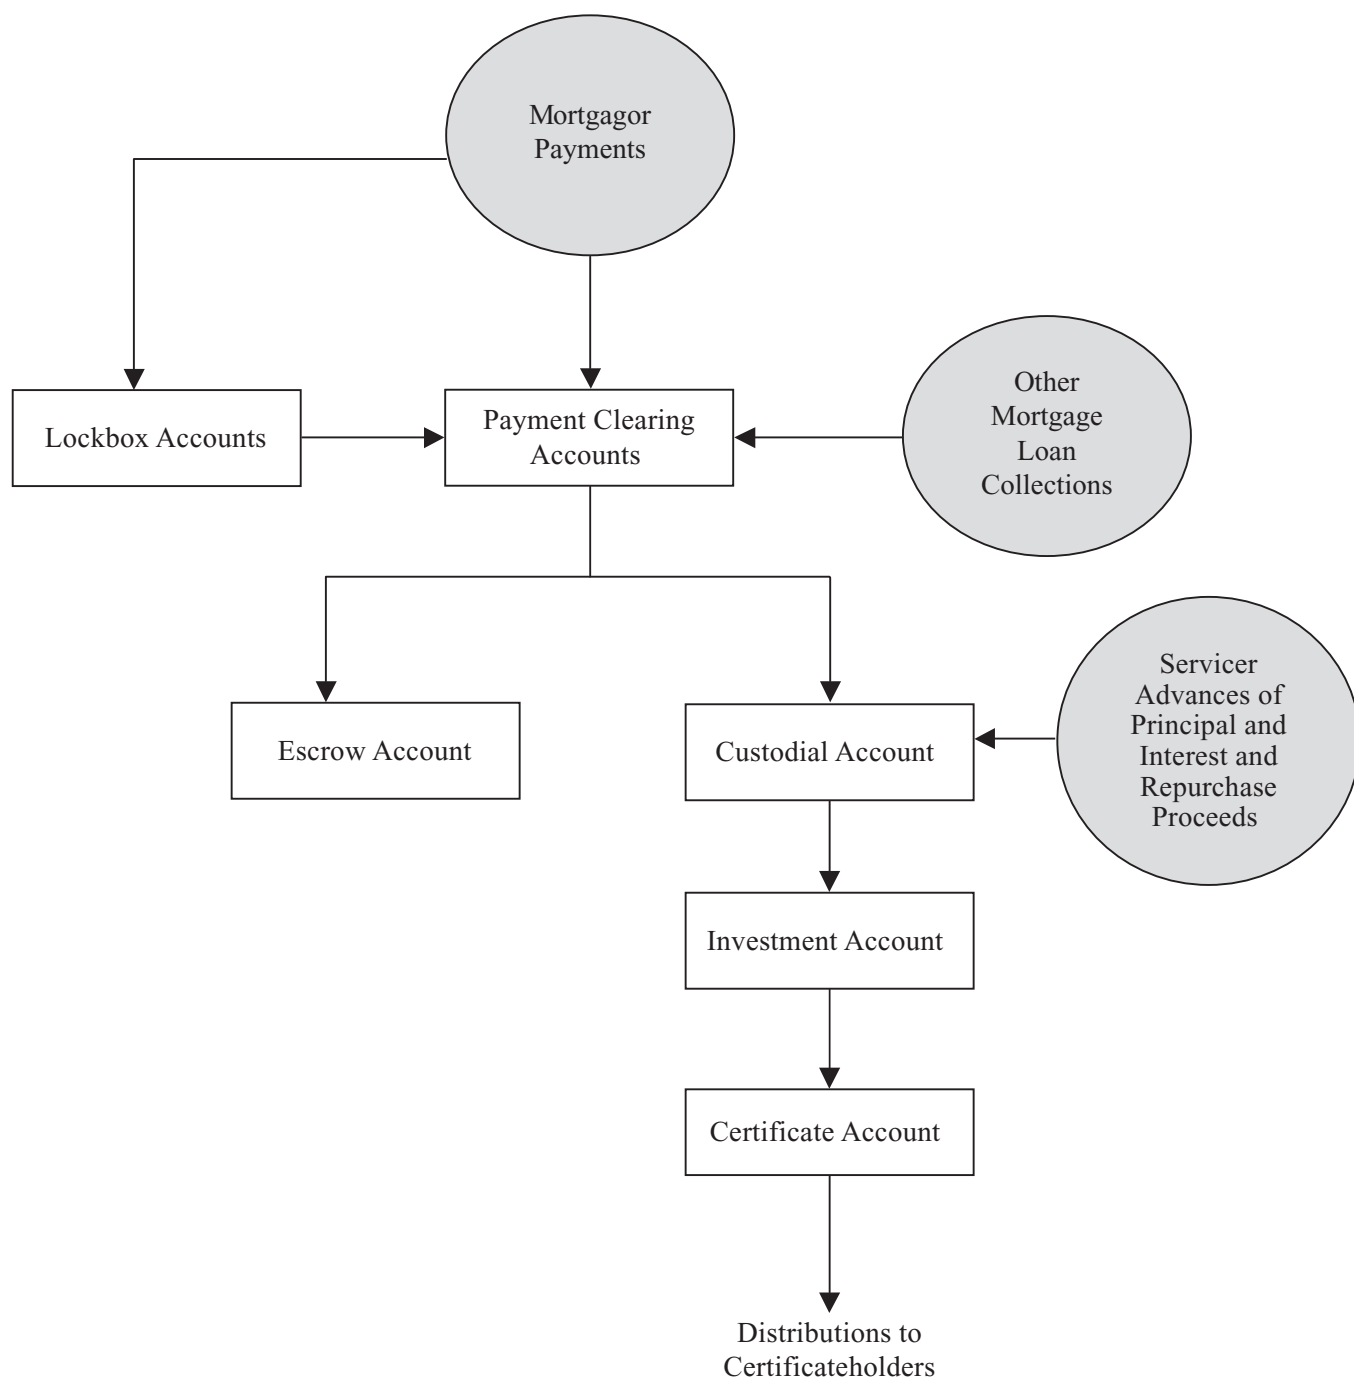 Mortgagor
Payments
Lockbox Accounts
Payment Clearing
Accounts
Other
Mortgage
Loan
Collections
Escrow Account
Custodial Account
Servicer
Advances of
Principal and
Interest and
Repurchase
Proceeds
Investment Account
Certificate Account
Distributions to
Certificateholders